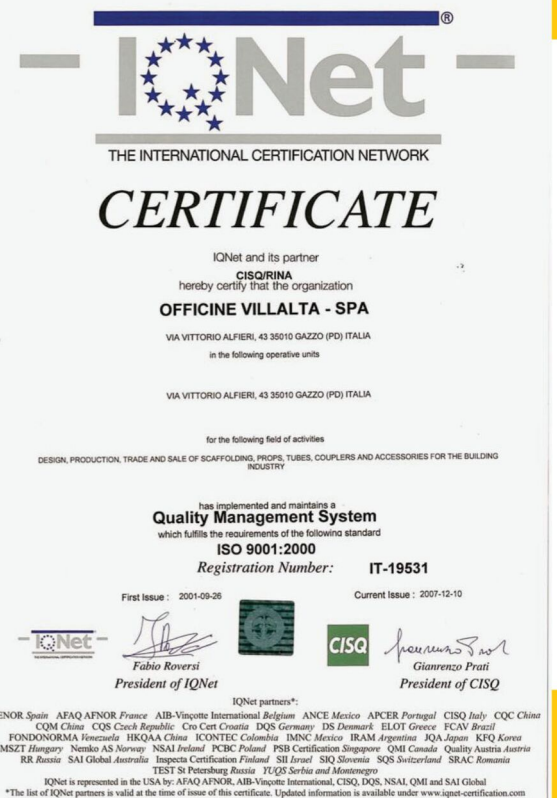 ®
IQNet
THE INTERNATIONAL CERTIFICATION NETWORK
CERTIFICATE
IQNet and its partner
CISQ/RINA
hereby certify that the organization
OFFICINE VILLALTA - SPA
VIA VITTORIO ALFIERI, 43 35010 GAZZO (PD) ITALIA
in the following operative units
VIA VITTORIO ALFIERI, 43 35010 GAZZO (PD) ITALIA
for the following field of activities
DESIGN, PRODUCTION, TRADE AND SALE OF SCAFFOLDING, PROPS, TUBES, COUPLERS AND ACCESSORIES FOR THE BUILDING
INDUSTRY
has implemented and maintains a
Quality Management System
which fulfills the requirements of the following standard
ISO 9001:2000
Registration Number: IT-19531
First Issue : 2001-09-26 Current Issue : 2007-12-10
IQNet
CISQ
Fabio Roversi Gianrenzo Prati
President of IQNet President of CISQ
IQNet partners*:
ENOR Spain AFAQ AFNOR France AIB-Vinçotte International Belgium ANCE Mexico APCER Portugal CISQ Italy CQC China
CQM China CQS Czech Republic Cro Cert Croatia DQS Germany DS Denmark ELOT Greece FCAV Brazil
FONDONORMA Venezuela HKQAA China ICONTEC Colombia IMNC Mexico IRAM Argentina JQA Japan KFQ Korea
MSZT Hungary Nemko AS Norway NSAI Ireland PCBC Poland PSB Certification Singapore QMI Canada Quality Austria Austria
RR Russia SAI Global Australia Inspecta Certification Finland SII Israel SIQ Slovenia SQS Switzerland SRAC Romania
TEST St Petersburg Russia YUQS Serbia and Montenegro
IQNet is represented in the USA by: AFAQ AFNOR, AIB-Vinçotte International, CISQ, DQS, NSAI, QMI and SAI Global
*The list of IQNet partners is valid at the time of issue of this certificate. Updated information is available under www.iqnet-certification.com